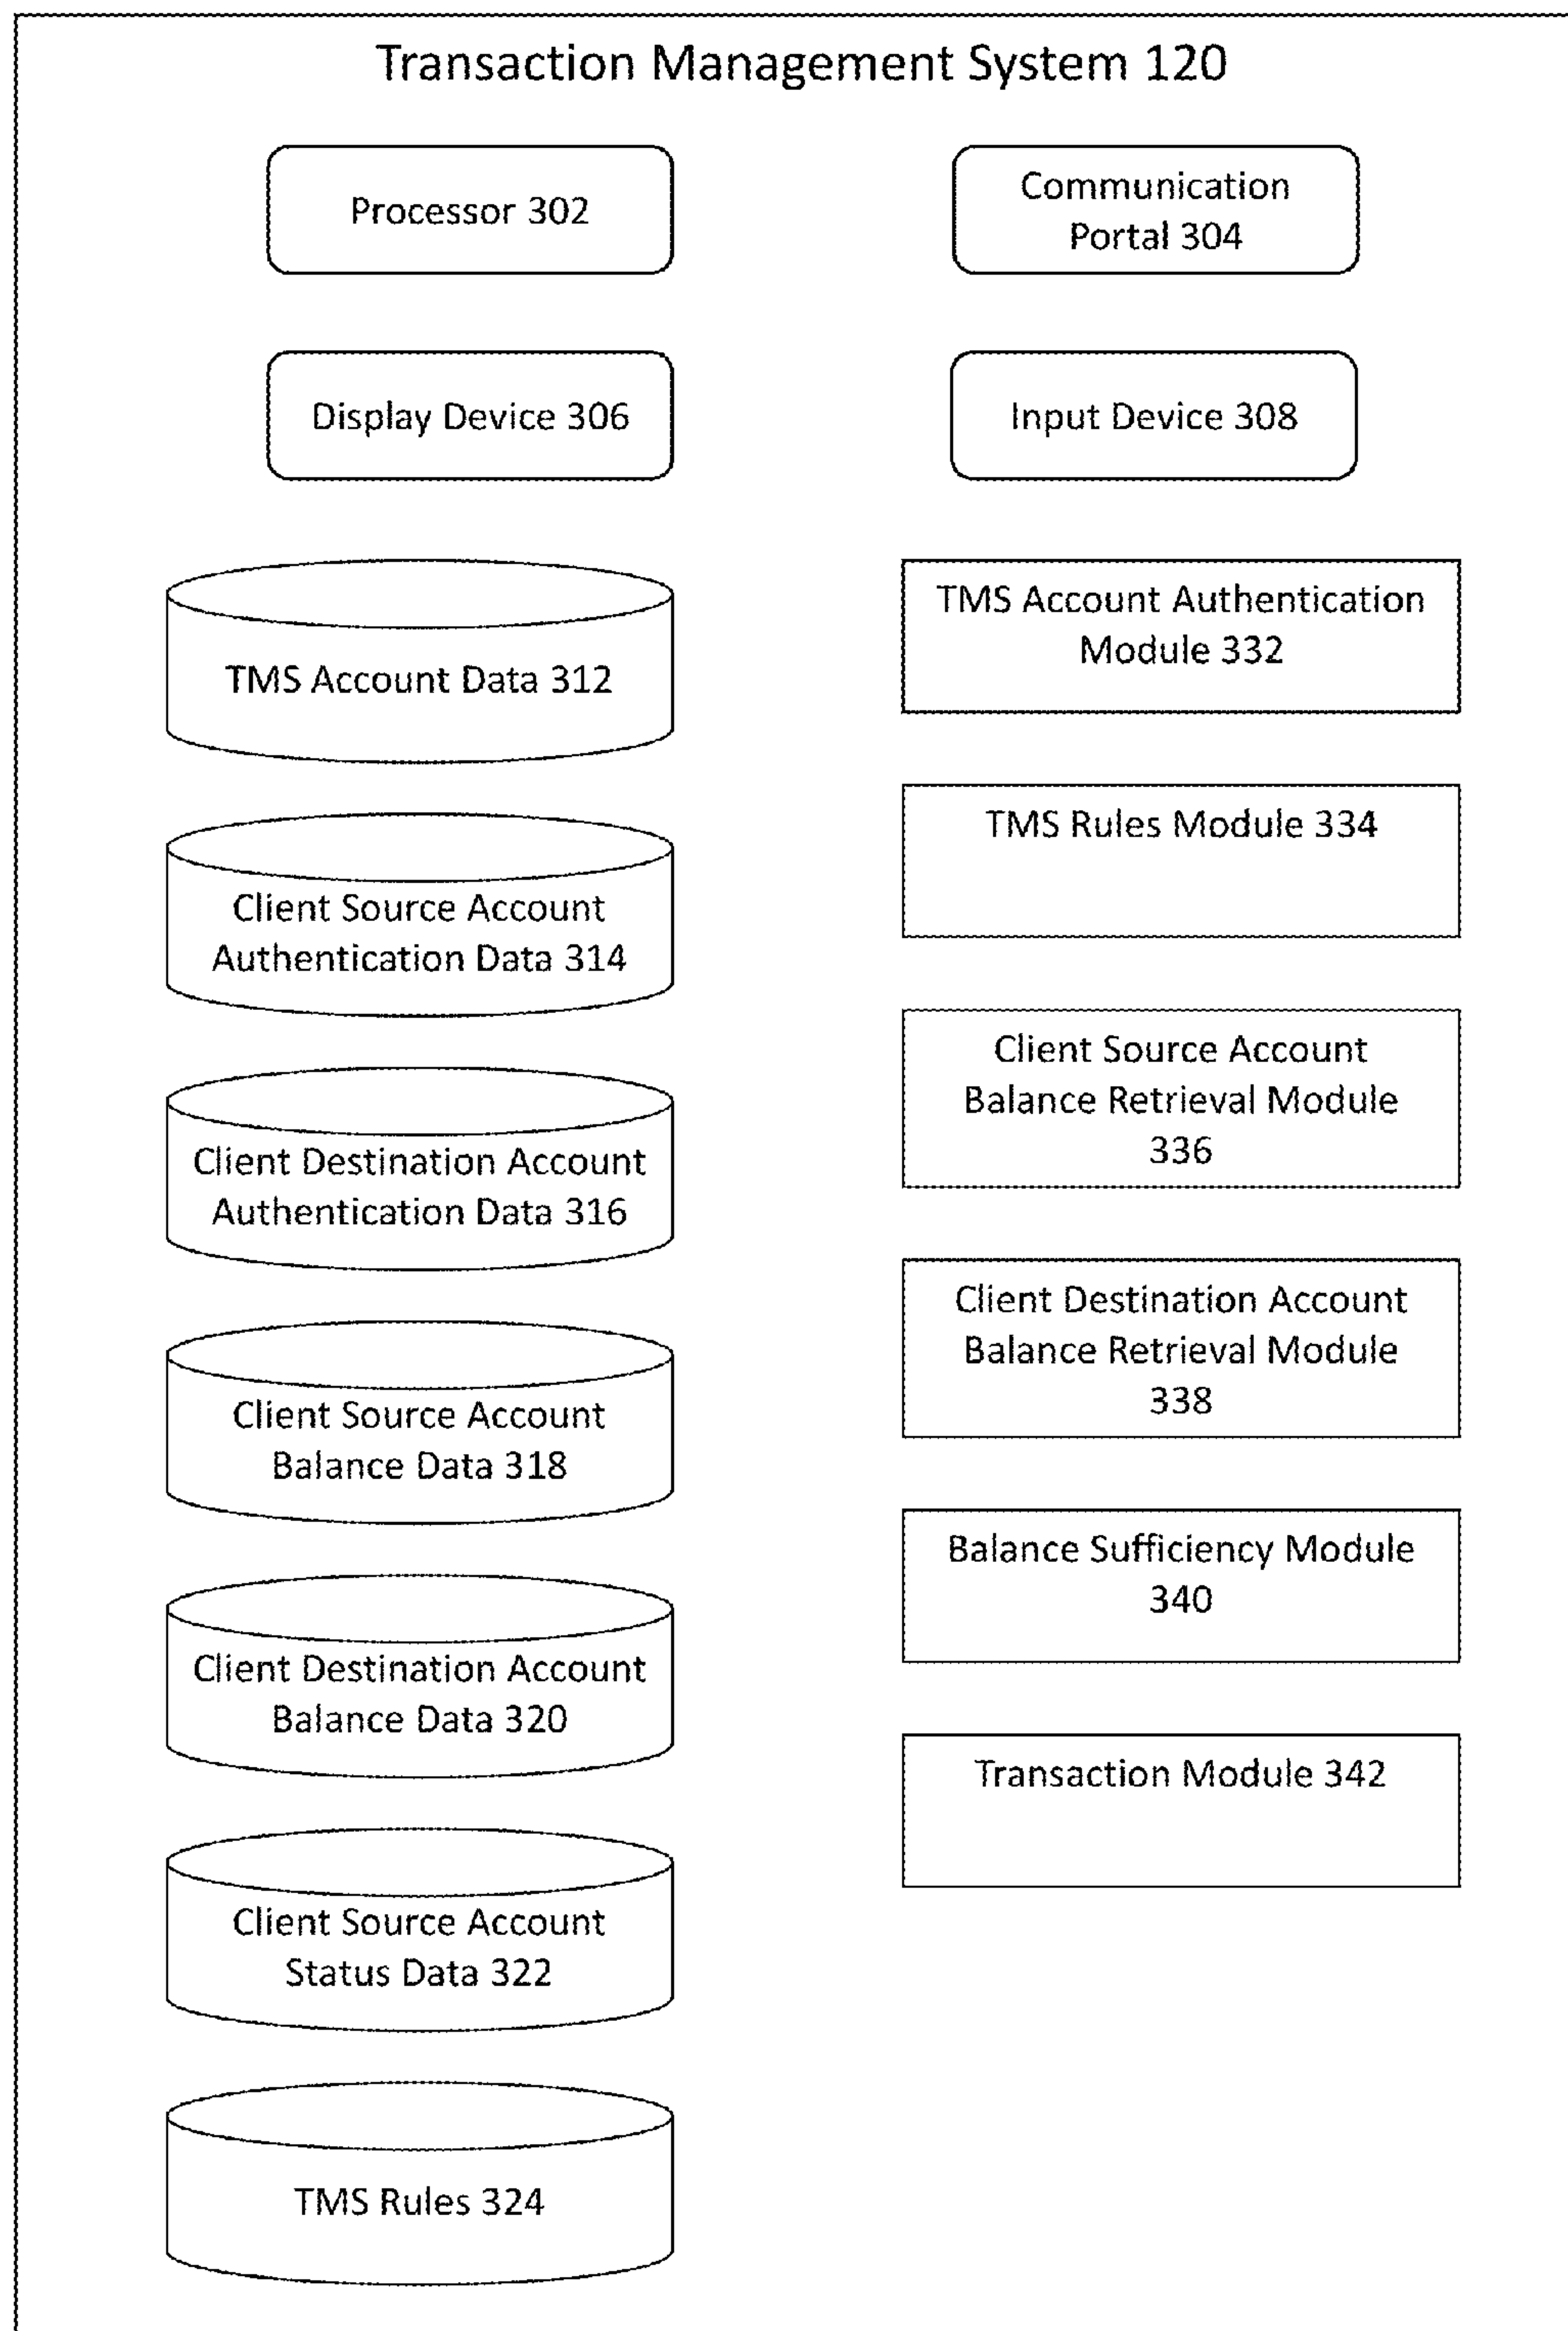 Transaction Management System 120
Processor 302
Communication
Portal 304
Display Device 306
Input Device 308
TMS Account Data 312
Client Source Account
Authentication Data 314
Client Destination Account
Authentication Data 316
Client Source Account
Balance Data 318
Client Destination Account
Balance Data 320
Client Source Account
Status Data 322
TMS Rules 324
TMS Account Authentication
Module 332
TMS Rules Module 334
Client Source Account
Balance Retrieval Module
336
Client Destination Account
Balance Retrieval Module
338
Balance Sufficiency Module
340
Transaction Module 342